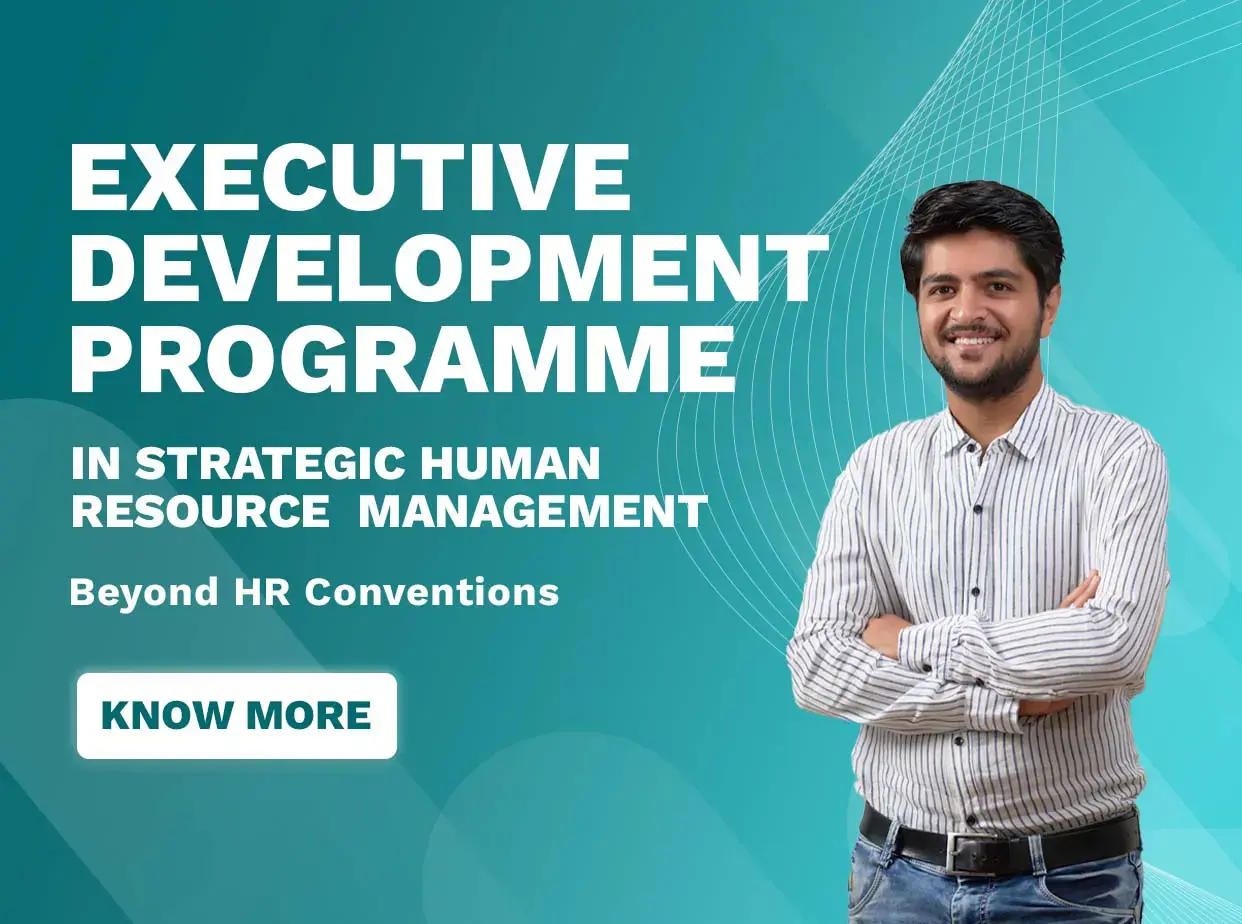 EXECUTIVE
DEVELOPMENT
PROGRAMME
IN STRATEGIC HUMAN
RESOURCE  MANAGEMENT
Beyond HR Conventions
KNOW MORE